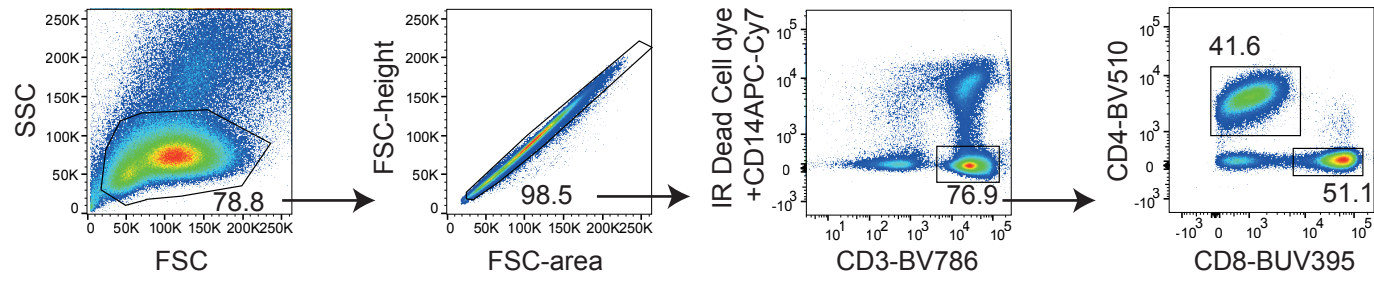 SSC
250K
200K
150K
100K
50K
0
78.8
0 50K 100K 150K 200K250K
FSC
FSC-height
250K
200K
150K
100K
50K
0
98.5
0 50K 100K 150K 200K250K
FSC-area
IR Dead Cell dye
+CD14APC-Cy7
10^5
10^4
10^3
0
-10^3
76.9
10^1 10^2 10^3 10^4 10^5
CD3-BV786
CD4-BV510
10^5
10^4
10^3
0
-10^3
41.6
51.1
-10^3 0 10^3 10^4 10^5
CD8-BUV395